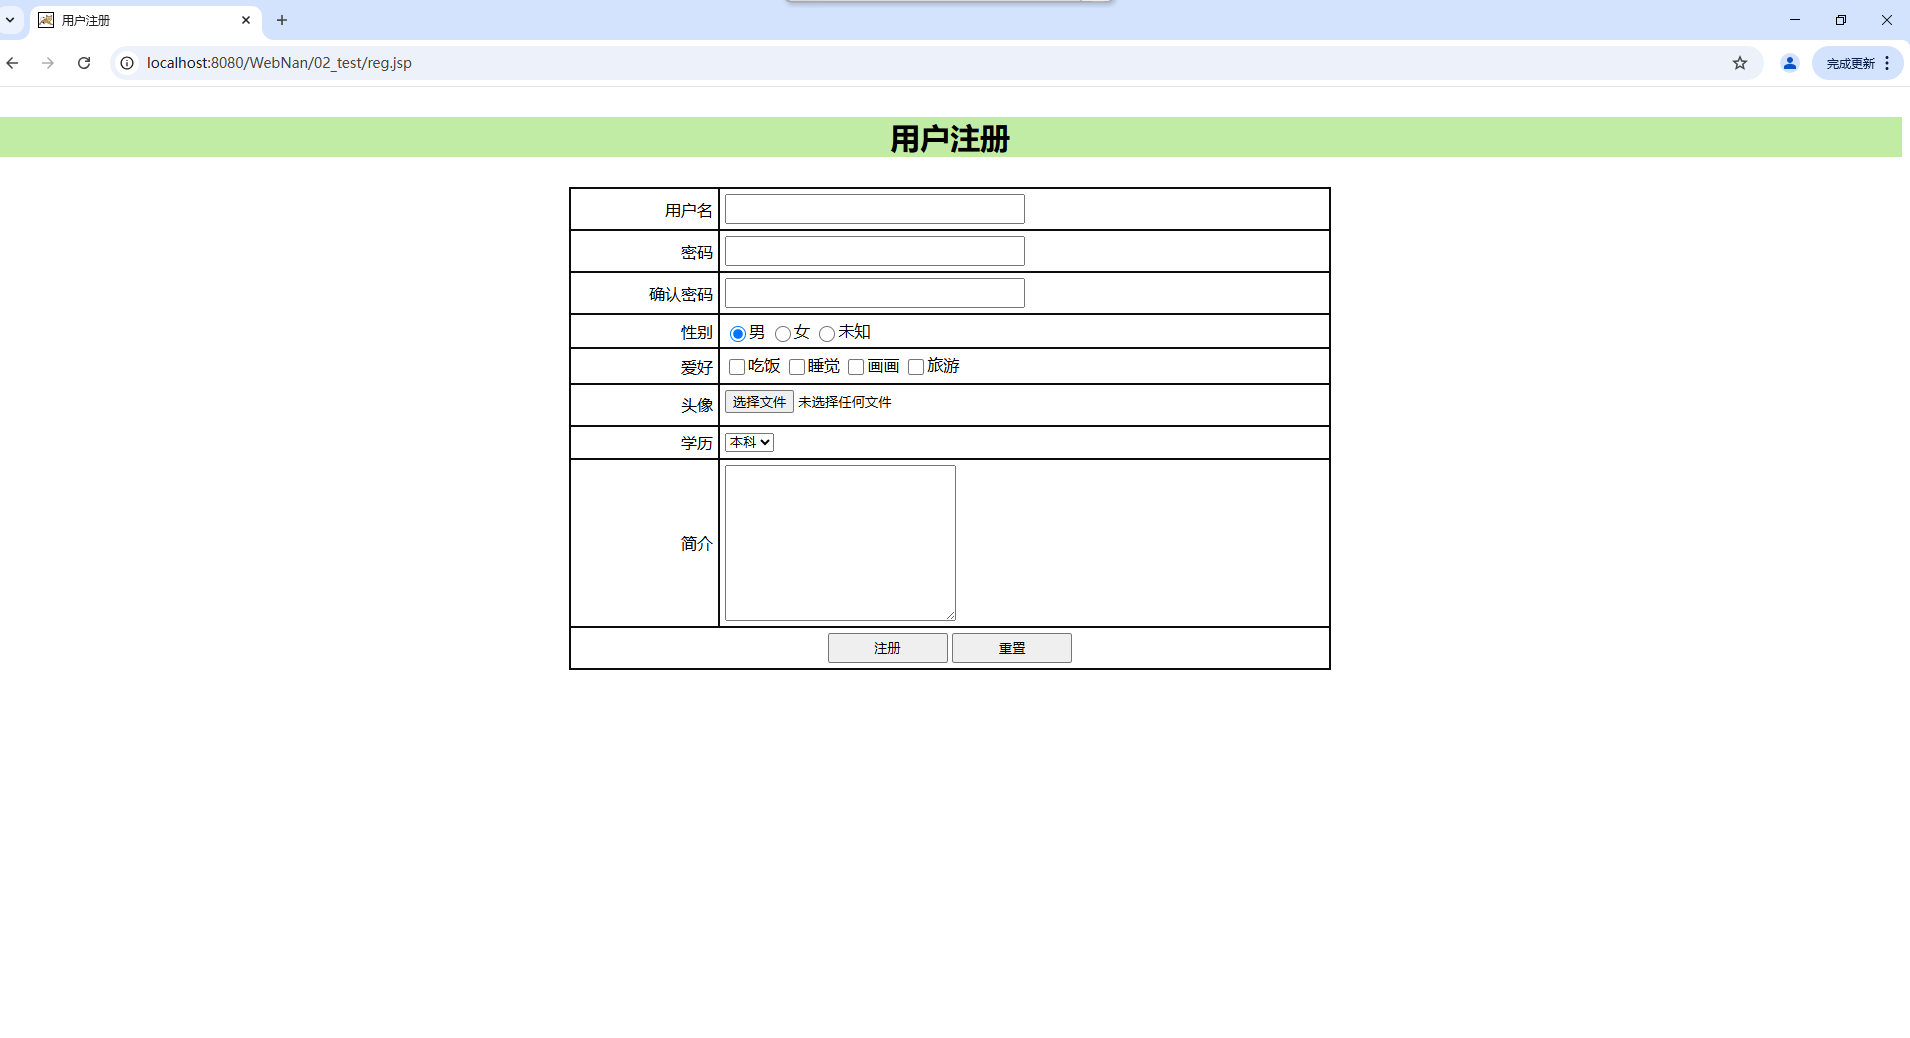 用户注册
localhost:8080/WebNan/02_test/reg.jsp
完成更新
用户注册
用户名
密码
确认密码
性别 男 女 未知
爱好 吃饭 睡觉 画画 旅游
头像 选择文件 未选择任何文件
学历 本科
简介
注册 重置